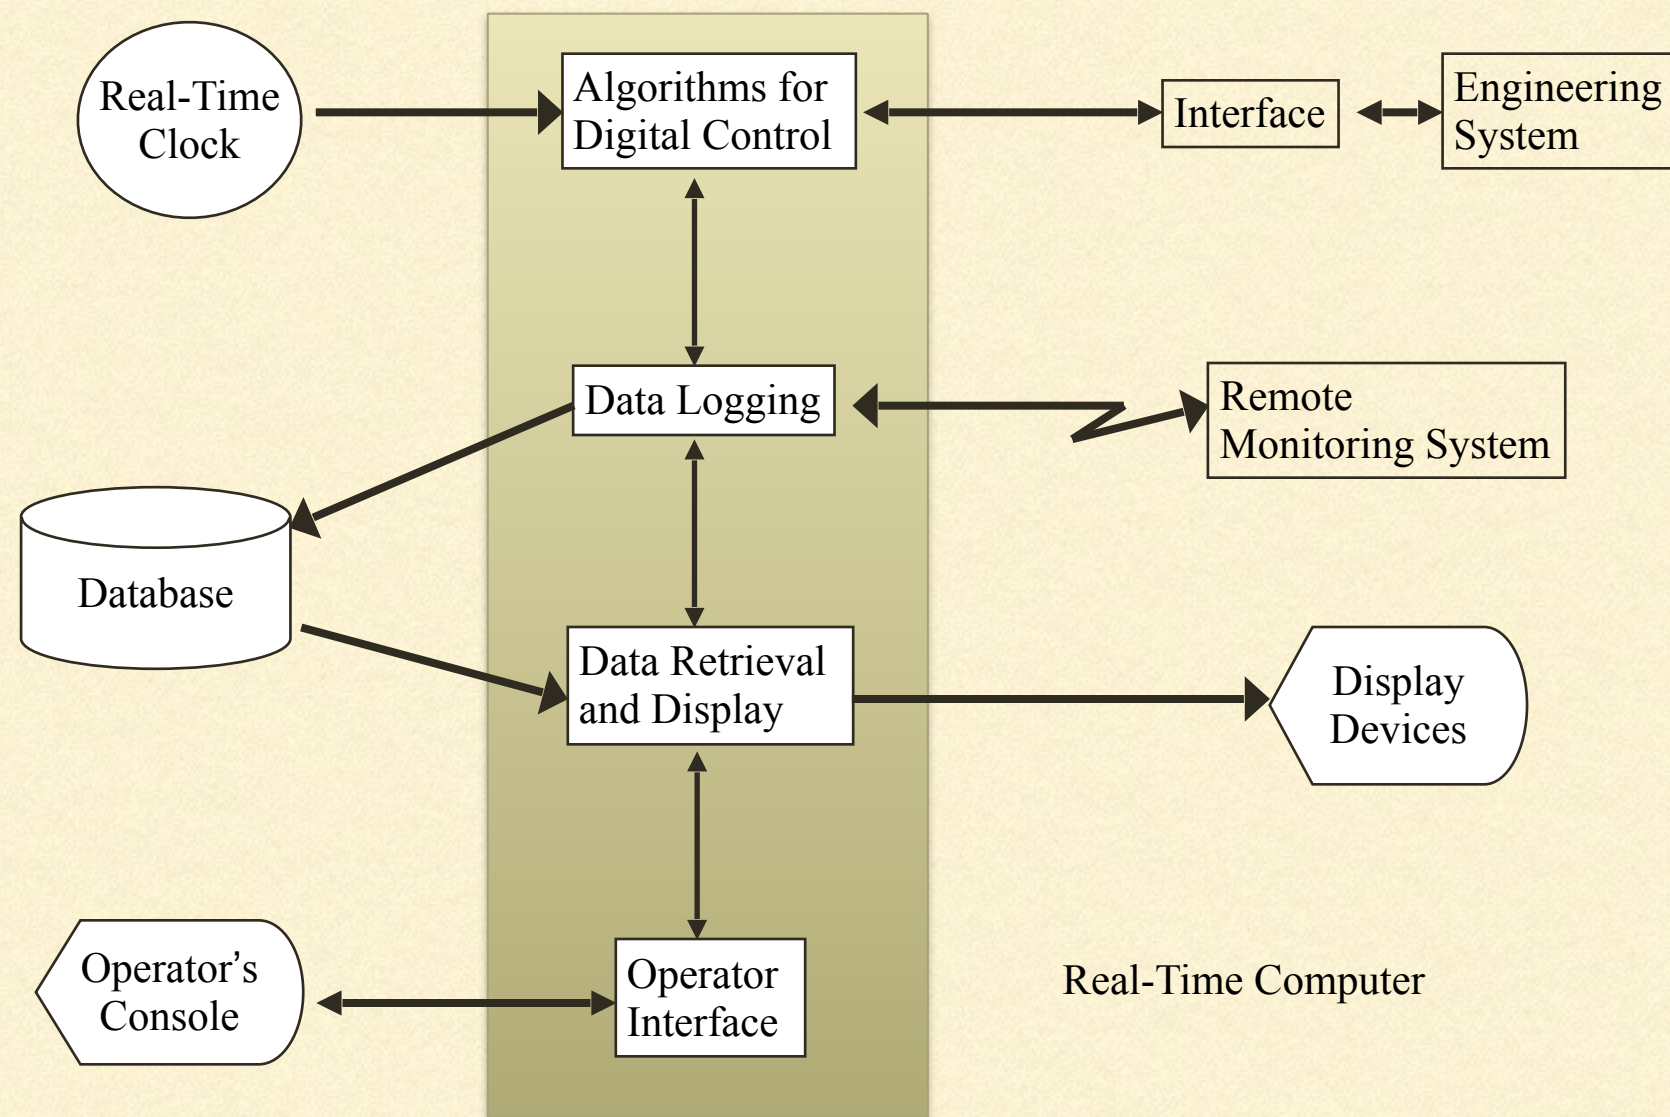 Real-Time
Clock
Algorithms for
Digital Control
Interface
Engineering
System
Data Logging
Remote
Monitoring System
Database
Data Retrieval
and Display
Display
Devices
Operator’s
Console
Operator
Interface
Real-Time Computer